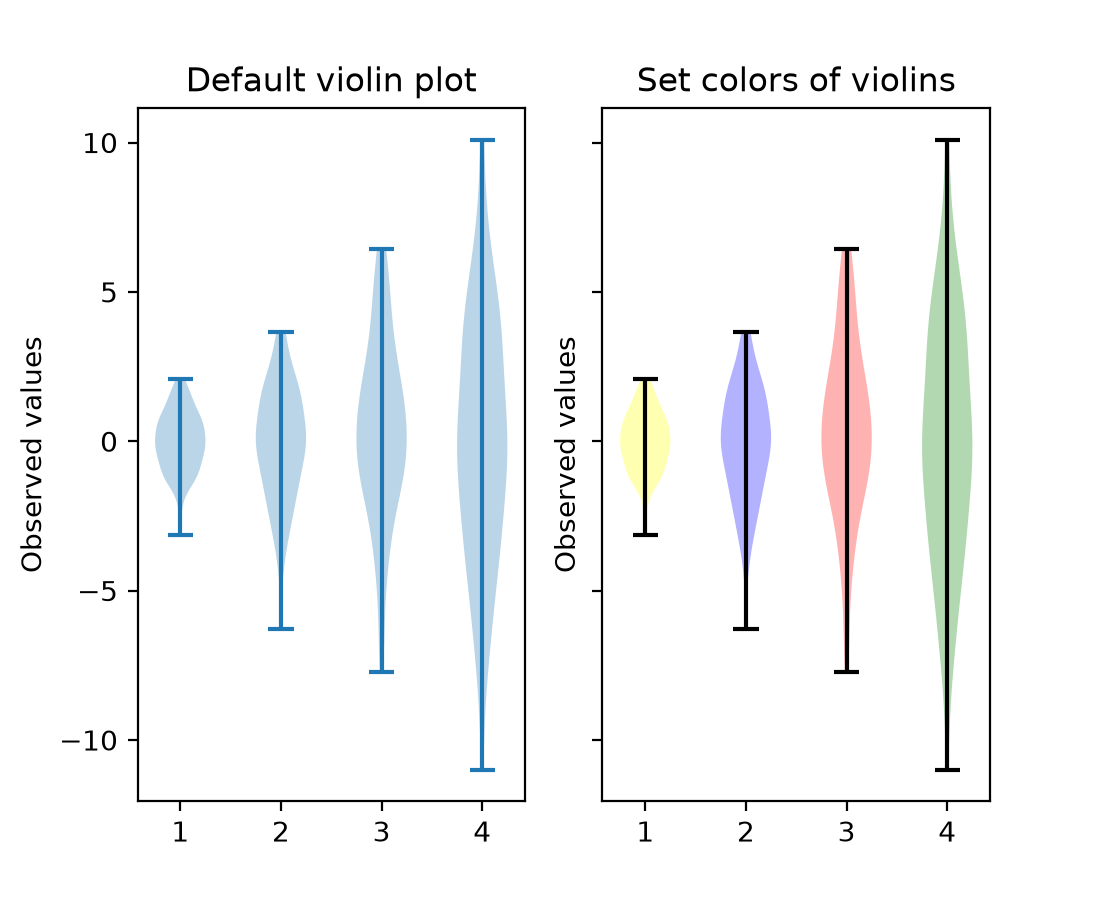 Default violin plot
Observed values
10
5
0
−5
−10
1 2 3 4
Set colors of violins
Observed values
1 2 3 4